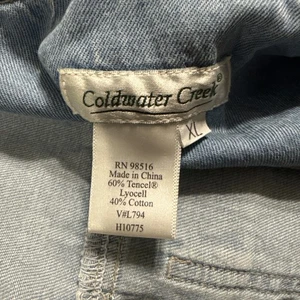 Coldwater Creek®
XL
RN 98516
Made in China
60% Tencel®
Lyocell
40% Cotton
V#L794
H10775